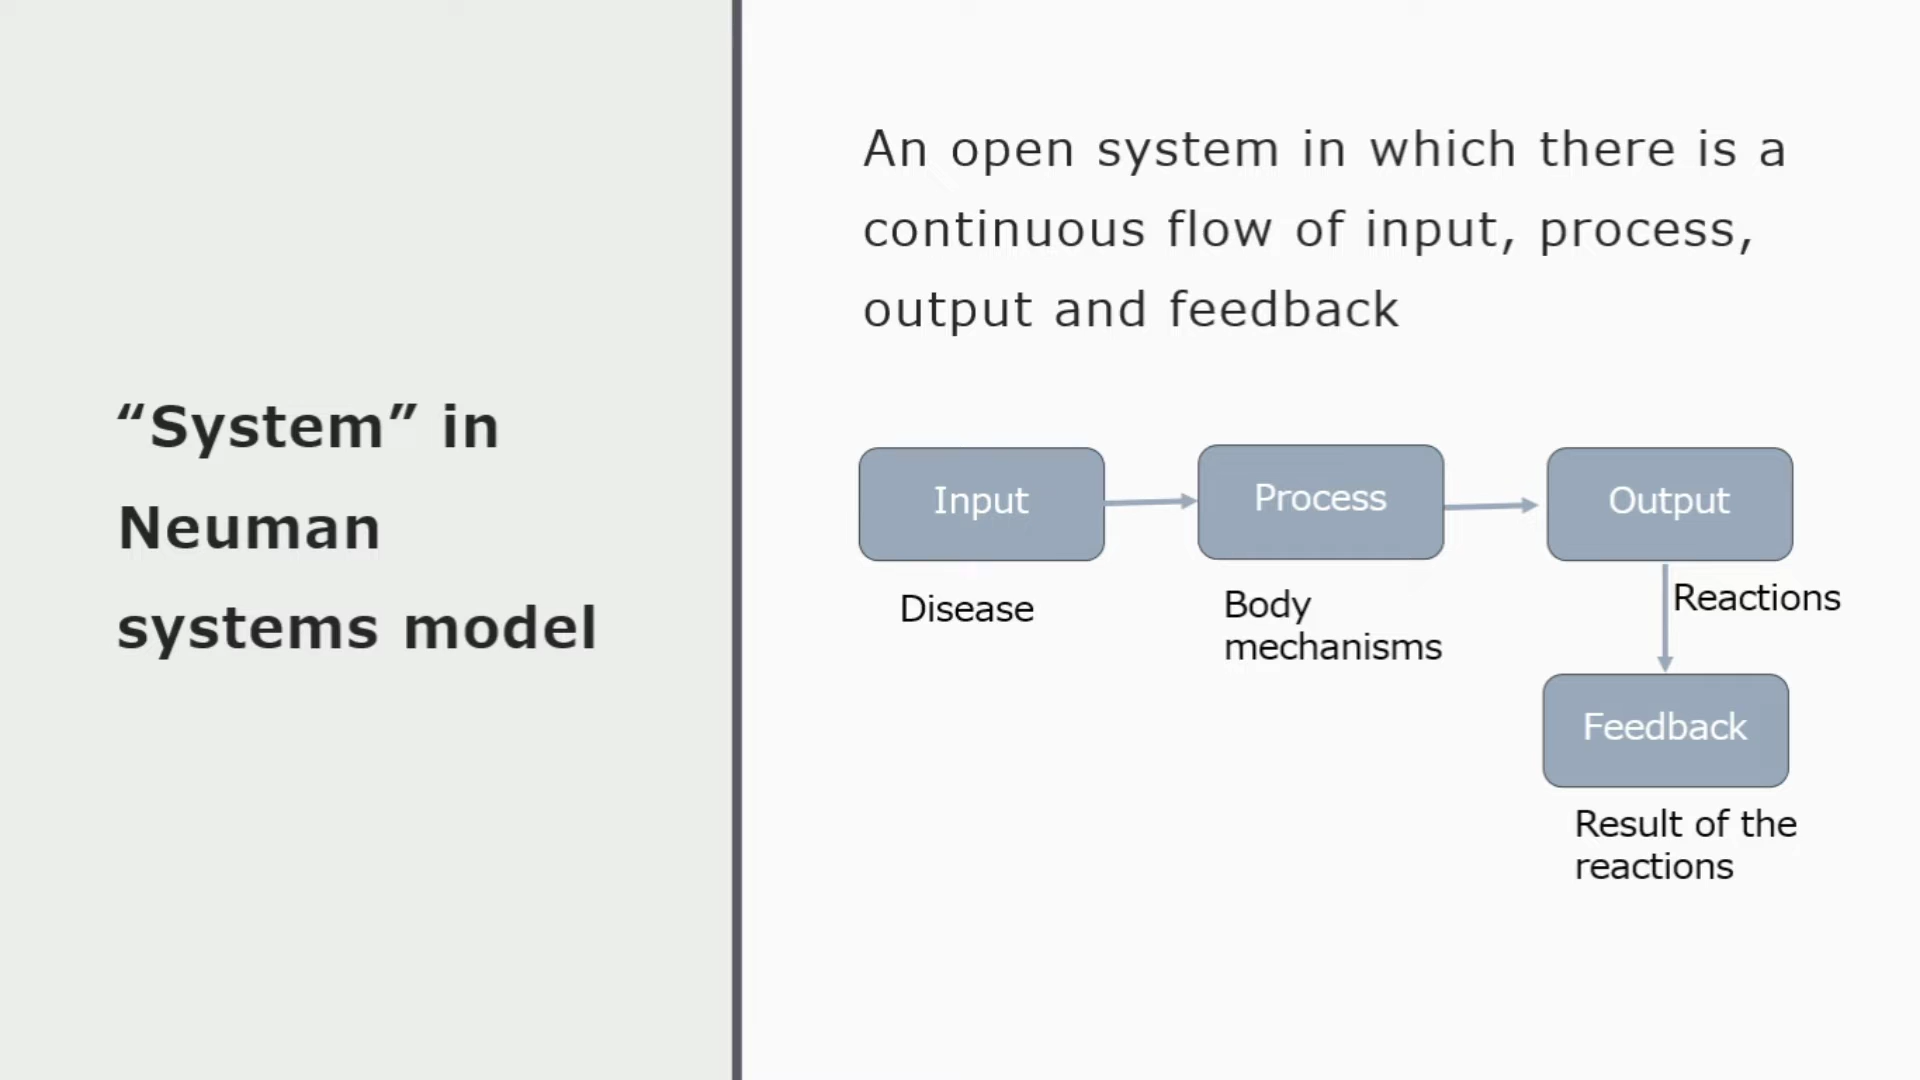 “System” in
Neuman
systems model
An open system in which there is a
continuous flow of input, process,
output and feedback
Input
Process
Output
Disease
Body
mechanisms
Reactions
Feedback
Result of the
reactions